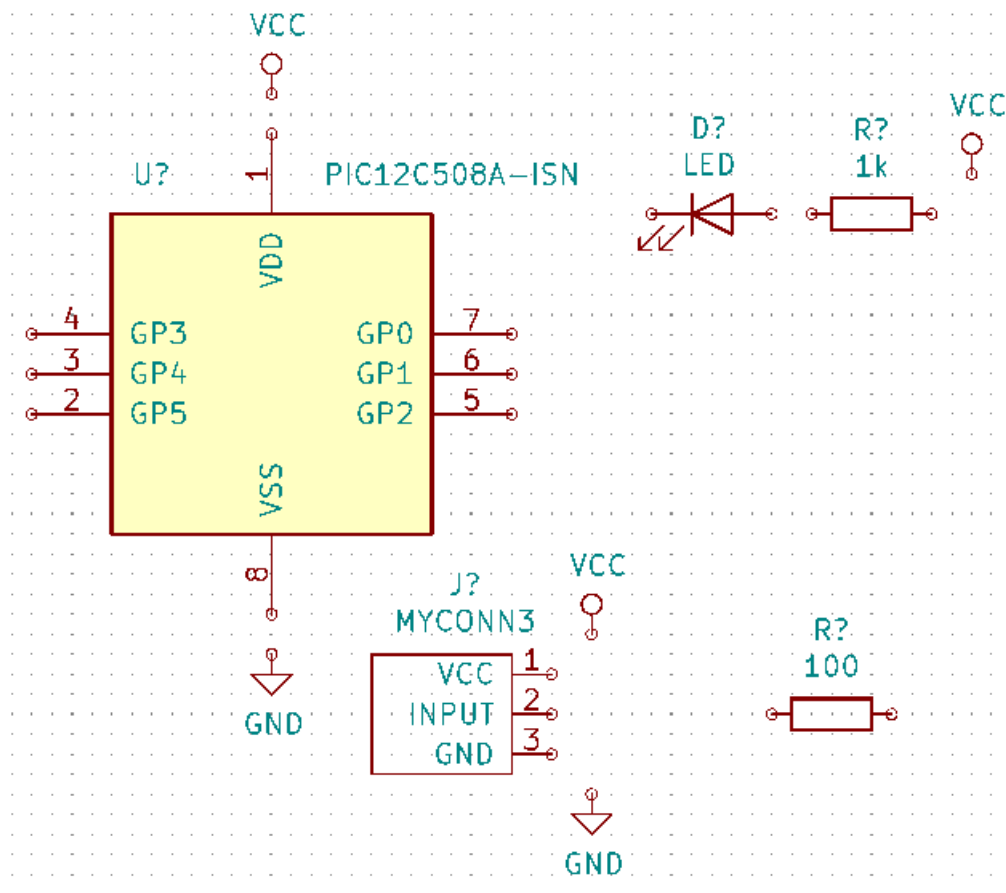 VCC
VCC
D?
R?
LED
1k
U?
1
PIC12C508A-ISN
VDD
4
GP3
GP0
7
3
GP4
GP1
6
2
GP5
GP2
5
VSS
8
VCC
J?
MYCONN3
R?
100
VCC
1
INPUT
2
GND
3
GND
GND